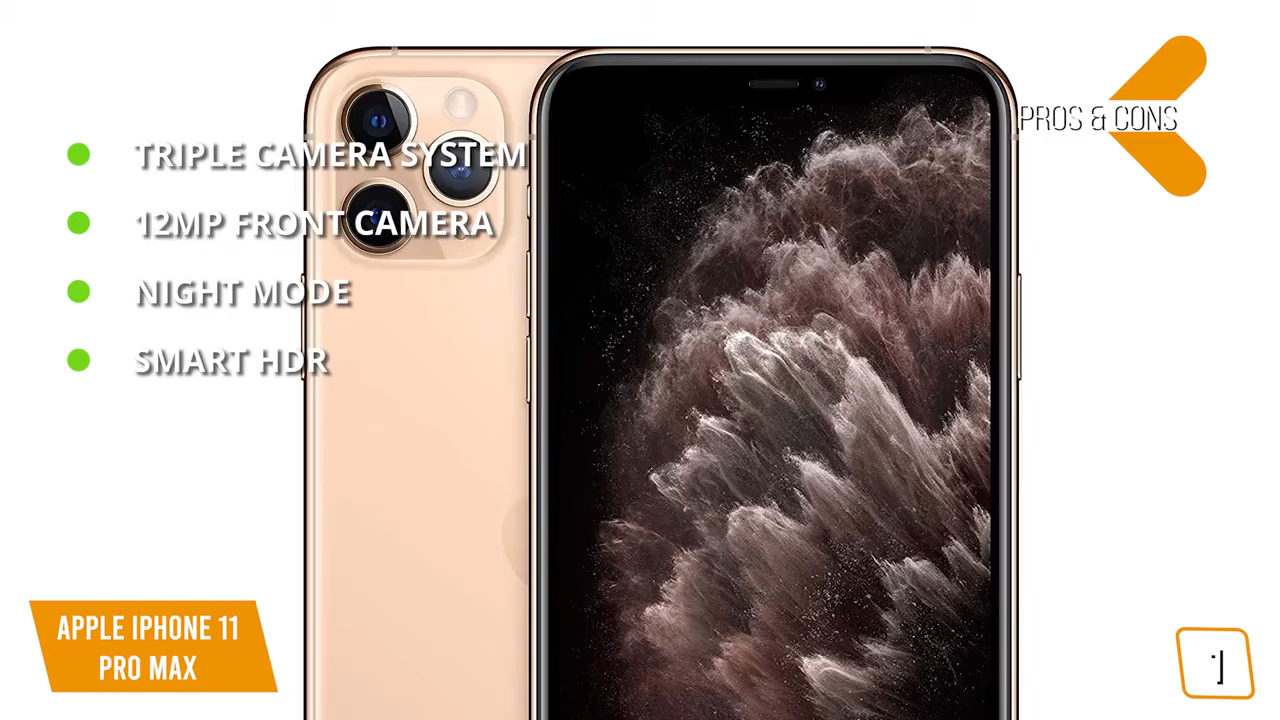 PROS & CONS
TRIPLE CAMERA SYSTEM
12MP FRONT CAMERA
NIGHT MODE
SMART HDR
APPLE IPHONE 11
PRO MAX